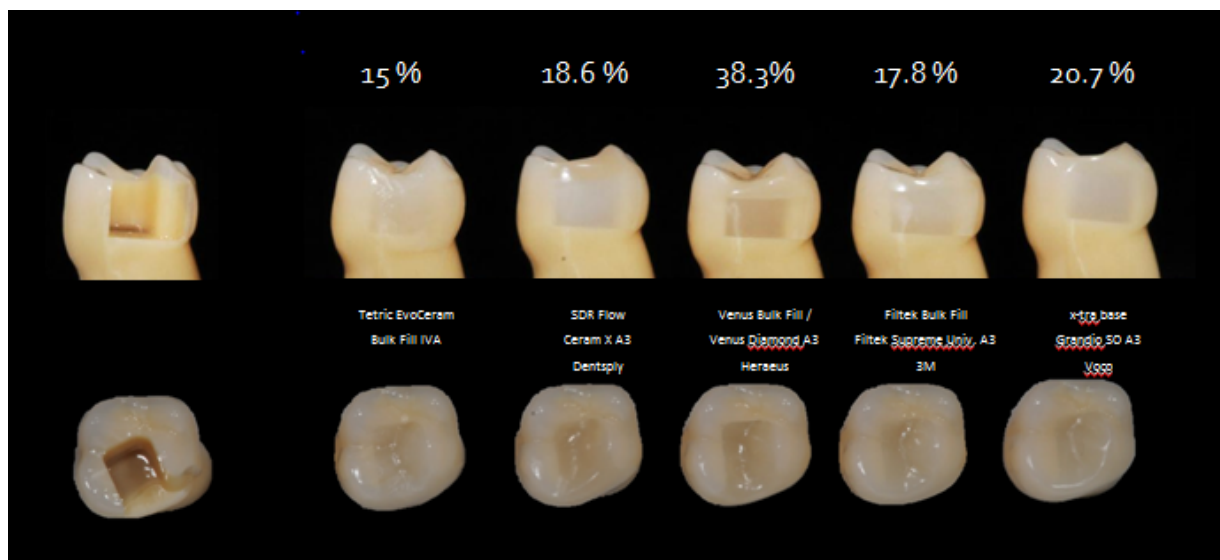 15 %
18.6 %
38.3%
17.8 %
20.7 %
Tetric EvoCeram
Bulk Fill IVA
SDR Flow
Ceram X A3
Dentsply
Venus Bulk Fill /
Venus Diamond A3
Heraeus
Filtek Bulk Fill
Filtek Supreme Univ. A3
3M
x-tra base
Grandio SO A3
Voco